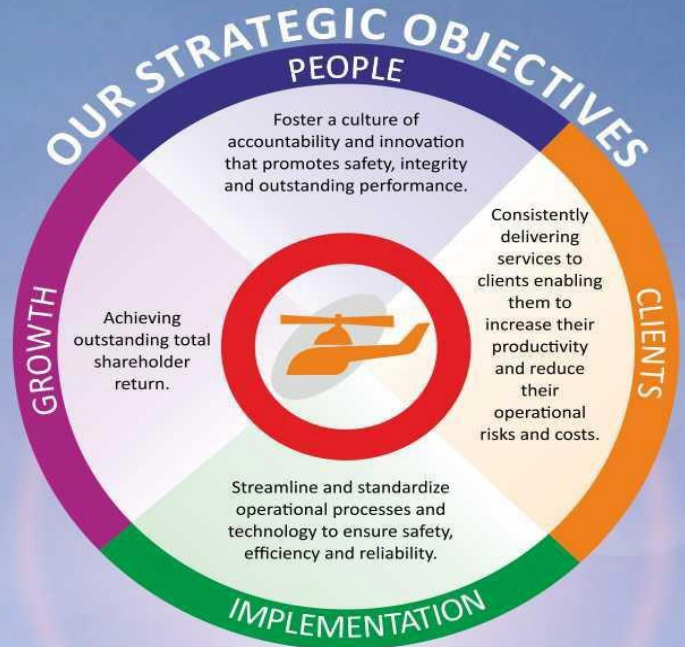 OUR STRATEGIC OBJECTIVES
PEOPLE
Foster a culture of
accountability and innovation
that promotes safety, integrity
and outstanding performance.
CLIENTS
Consistently
delivering
services to
clients enabling
them to
increase their
productivity
and reduce
their
operational
risks and costs.
IMPLEMENTATION
Streamline and standardize
operational processes and
technology to ensure safety,
efficiency and reliability.
GROWTH
Achieving
outstanding total
shareholder
return.